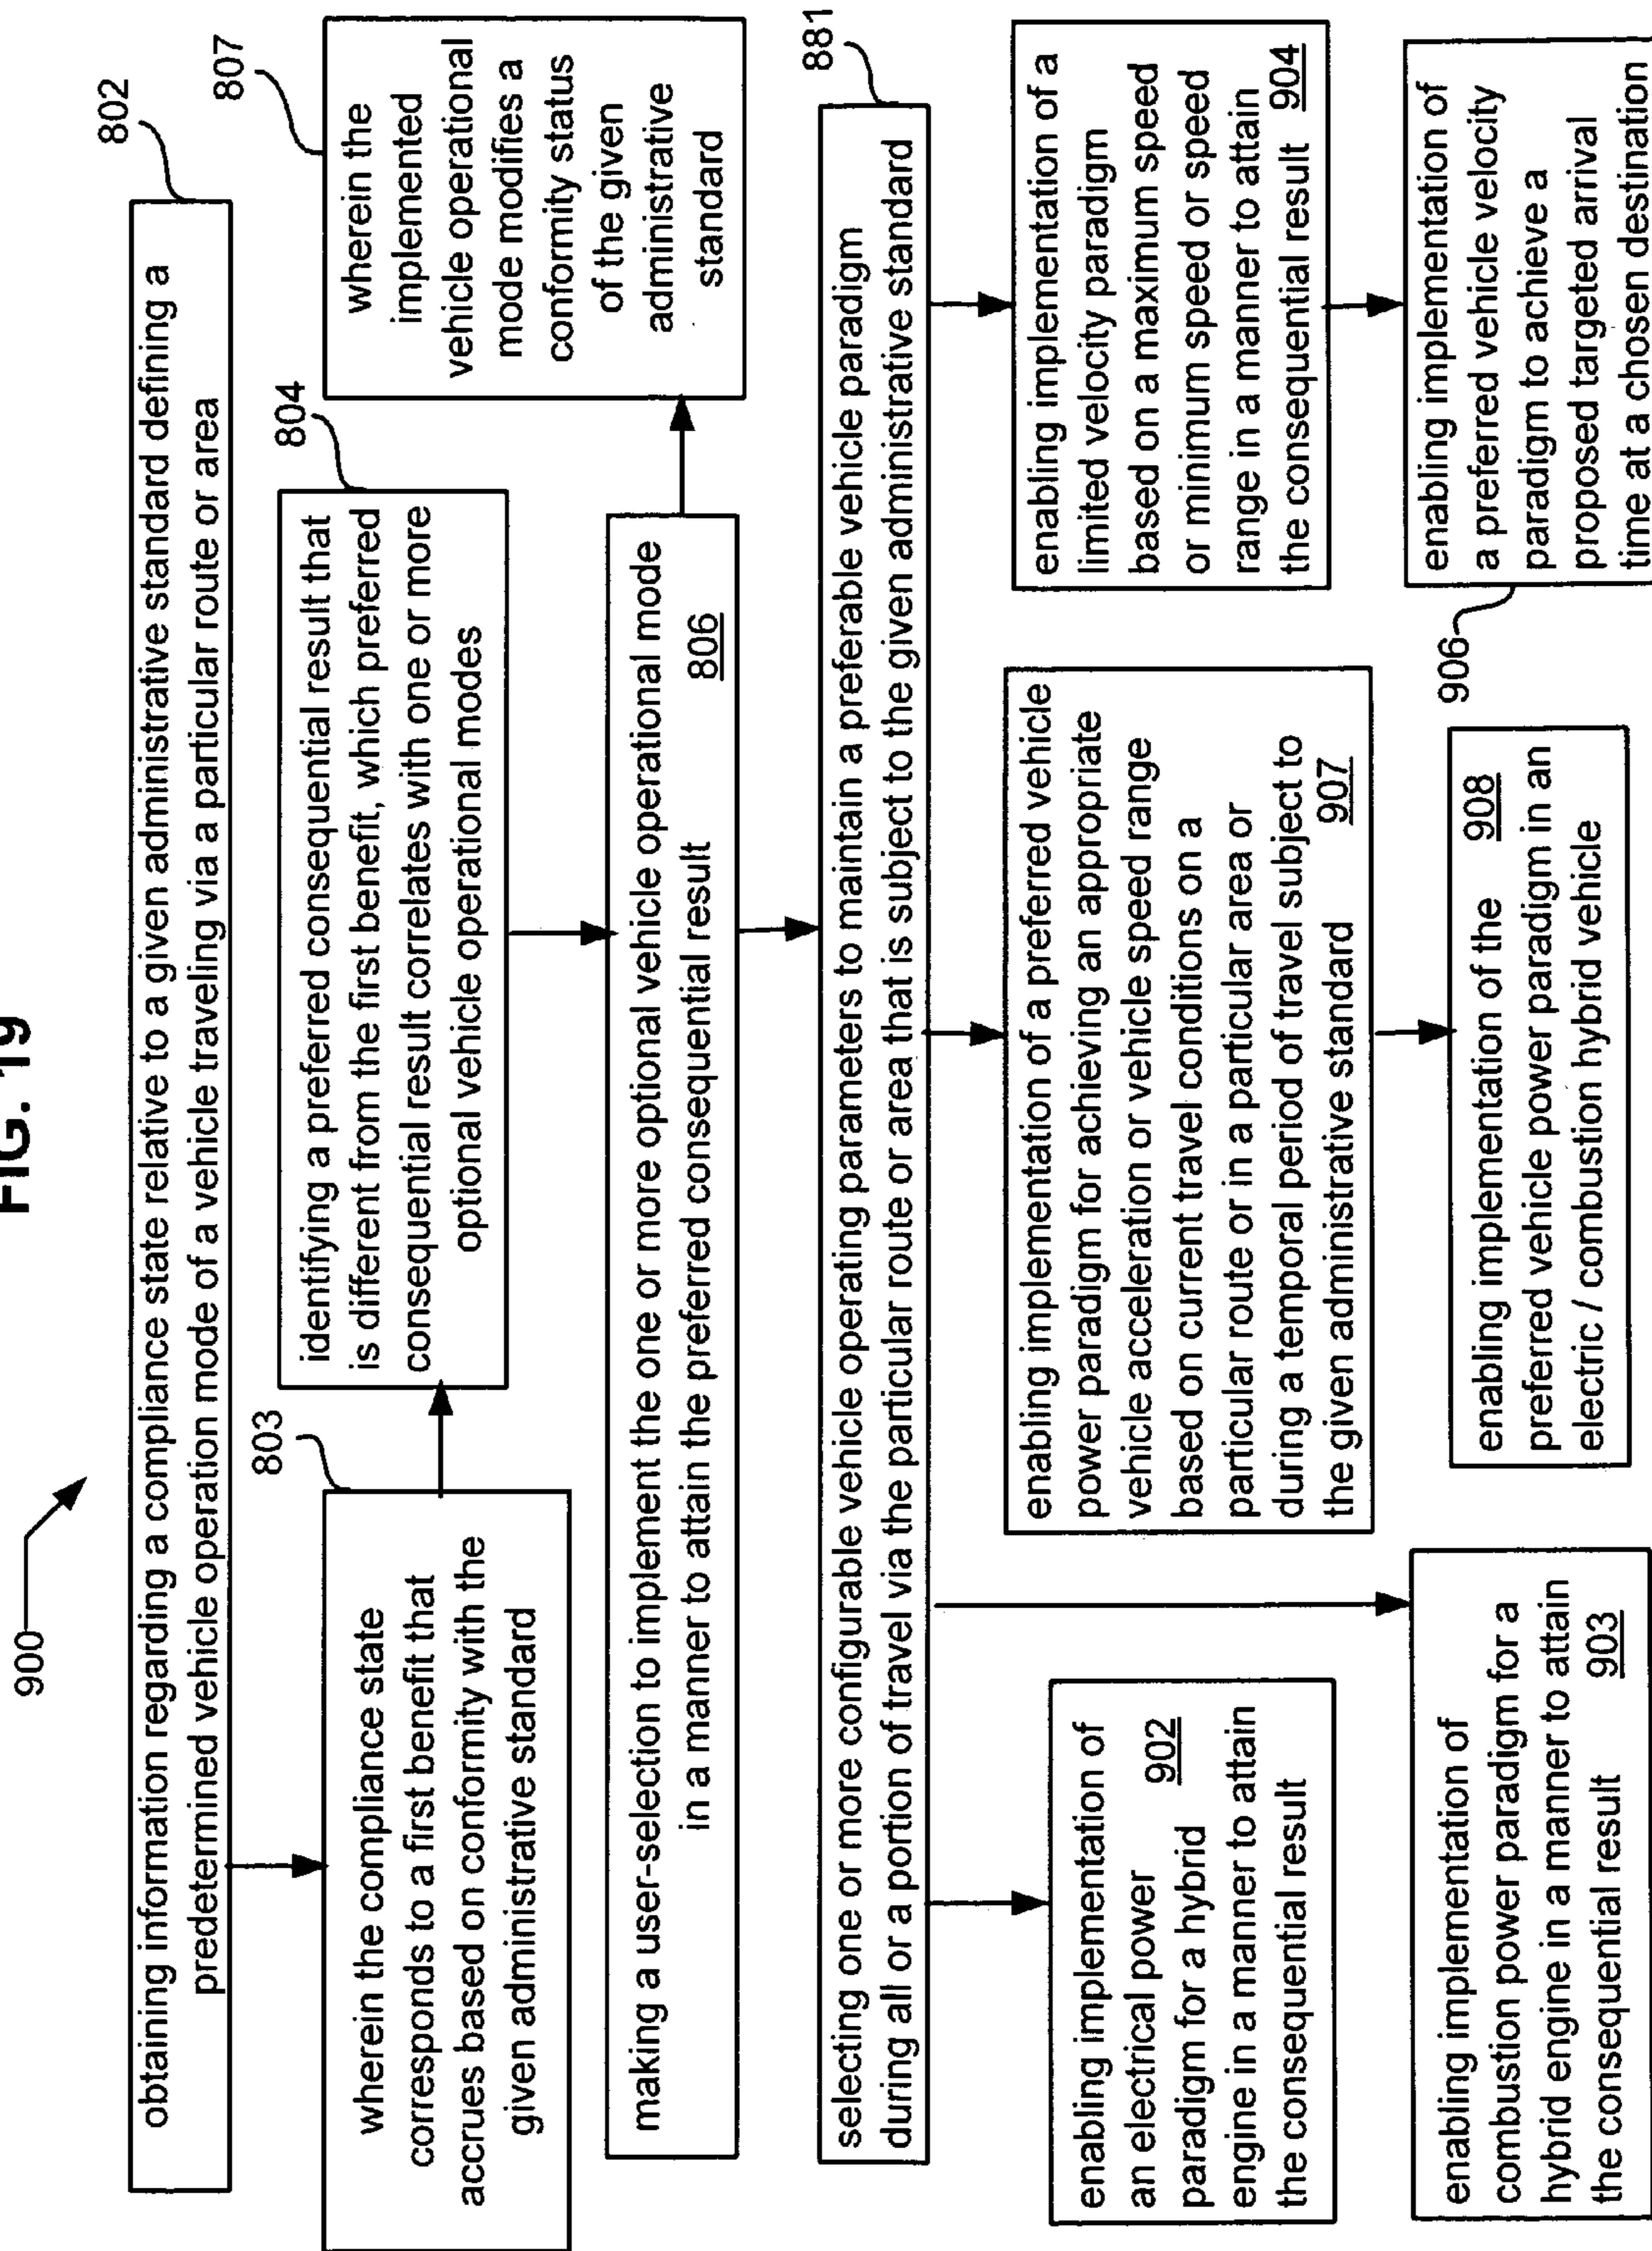 FIG. 19
900
802
obtaining information regarding a compliance state relative to a given administrative standard defining a
predetermined vehicle operation mode of a vehicle traveling via a particular route or area
803
wherein the compliance state
corresponds to a first benefit that
accrues based on conformity with the
given administrative standard
804
identifying a preferred consequential result that
is different from the first benefit, which preferred
consequential result correlates with one or more
optional vehicle operational modes
807
wherein the
implemented
vehicle operational
mode modifies a
conformity status
of the given
administrative
standard
making a user-selection to implement the one or more optional vehicle operational mode
in a manner to attain the preferred consequential result 806
881
selecting one or more configurable vehicle operating parameters to maintain a preferable vehicle paradigm
during all or a portion of travel via the particular route or area that is subject to the given administrative standard
enabling implementation of
an electrical power 902
paradigm for a hybrid
engine in a manner to attain
the consequential result
enabling implementation of
combustion power paradigm for a
hybrid engine in a manner to attain
the consequential result 903
enabling implementation of a preferred vehicle
power paradigm for achieving an appropriate
vehicle acceleration or vehicle speed range
based on current travel conditions on a
particular route or in a particular area or
during a temporal period of travel subject to
the given administrative standard 907
enabling implementation of the 908
preferred vehicle power paradigm in an
electric / combustion hybrid vehicle
enabling implementation of a
limited velocity paradigm
based on a maximum speed
or minimum speed or speed
range in a manner to attain
the consequential result 904
906
enabling implementation of
a preferred vehicle velocity
paradigm to achieve a
proposed targeted arrival
time at a chosen destination